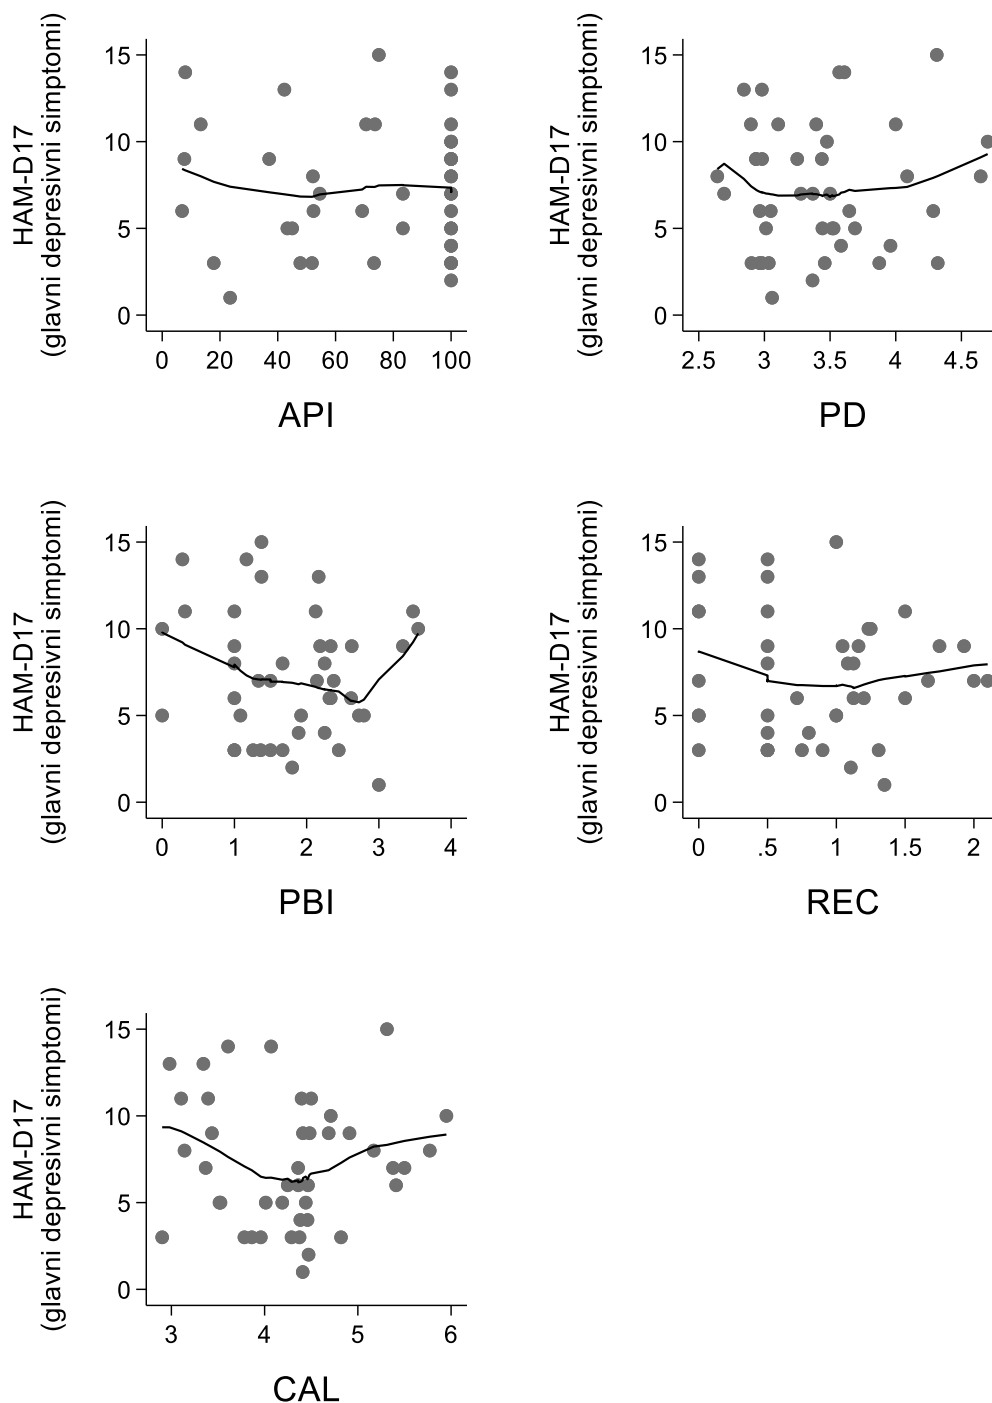 HAM-D17
(glavni depresivni simptomi)
15
10
5
0
0 20 40 60 80 100
API
HAM-D17
(glavni depresivni simptomi)
15
10
5
0
2.5 3 3.5 4 4.5
PD
HAM-D17
(glavni depresivni simptomi)
15
10
5
0
0 1 2 3 4
PBI
HAM-D17
(glavni depresivni simptomi)
15
10
5
0
0 .5 1 1.5 2
REC
HAM-D17
(glavni depresivni simptomi)
15
10
5
0
3 4 5 6
CAL